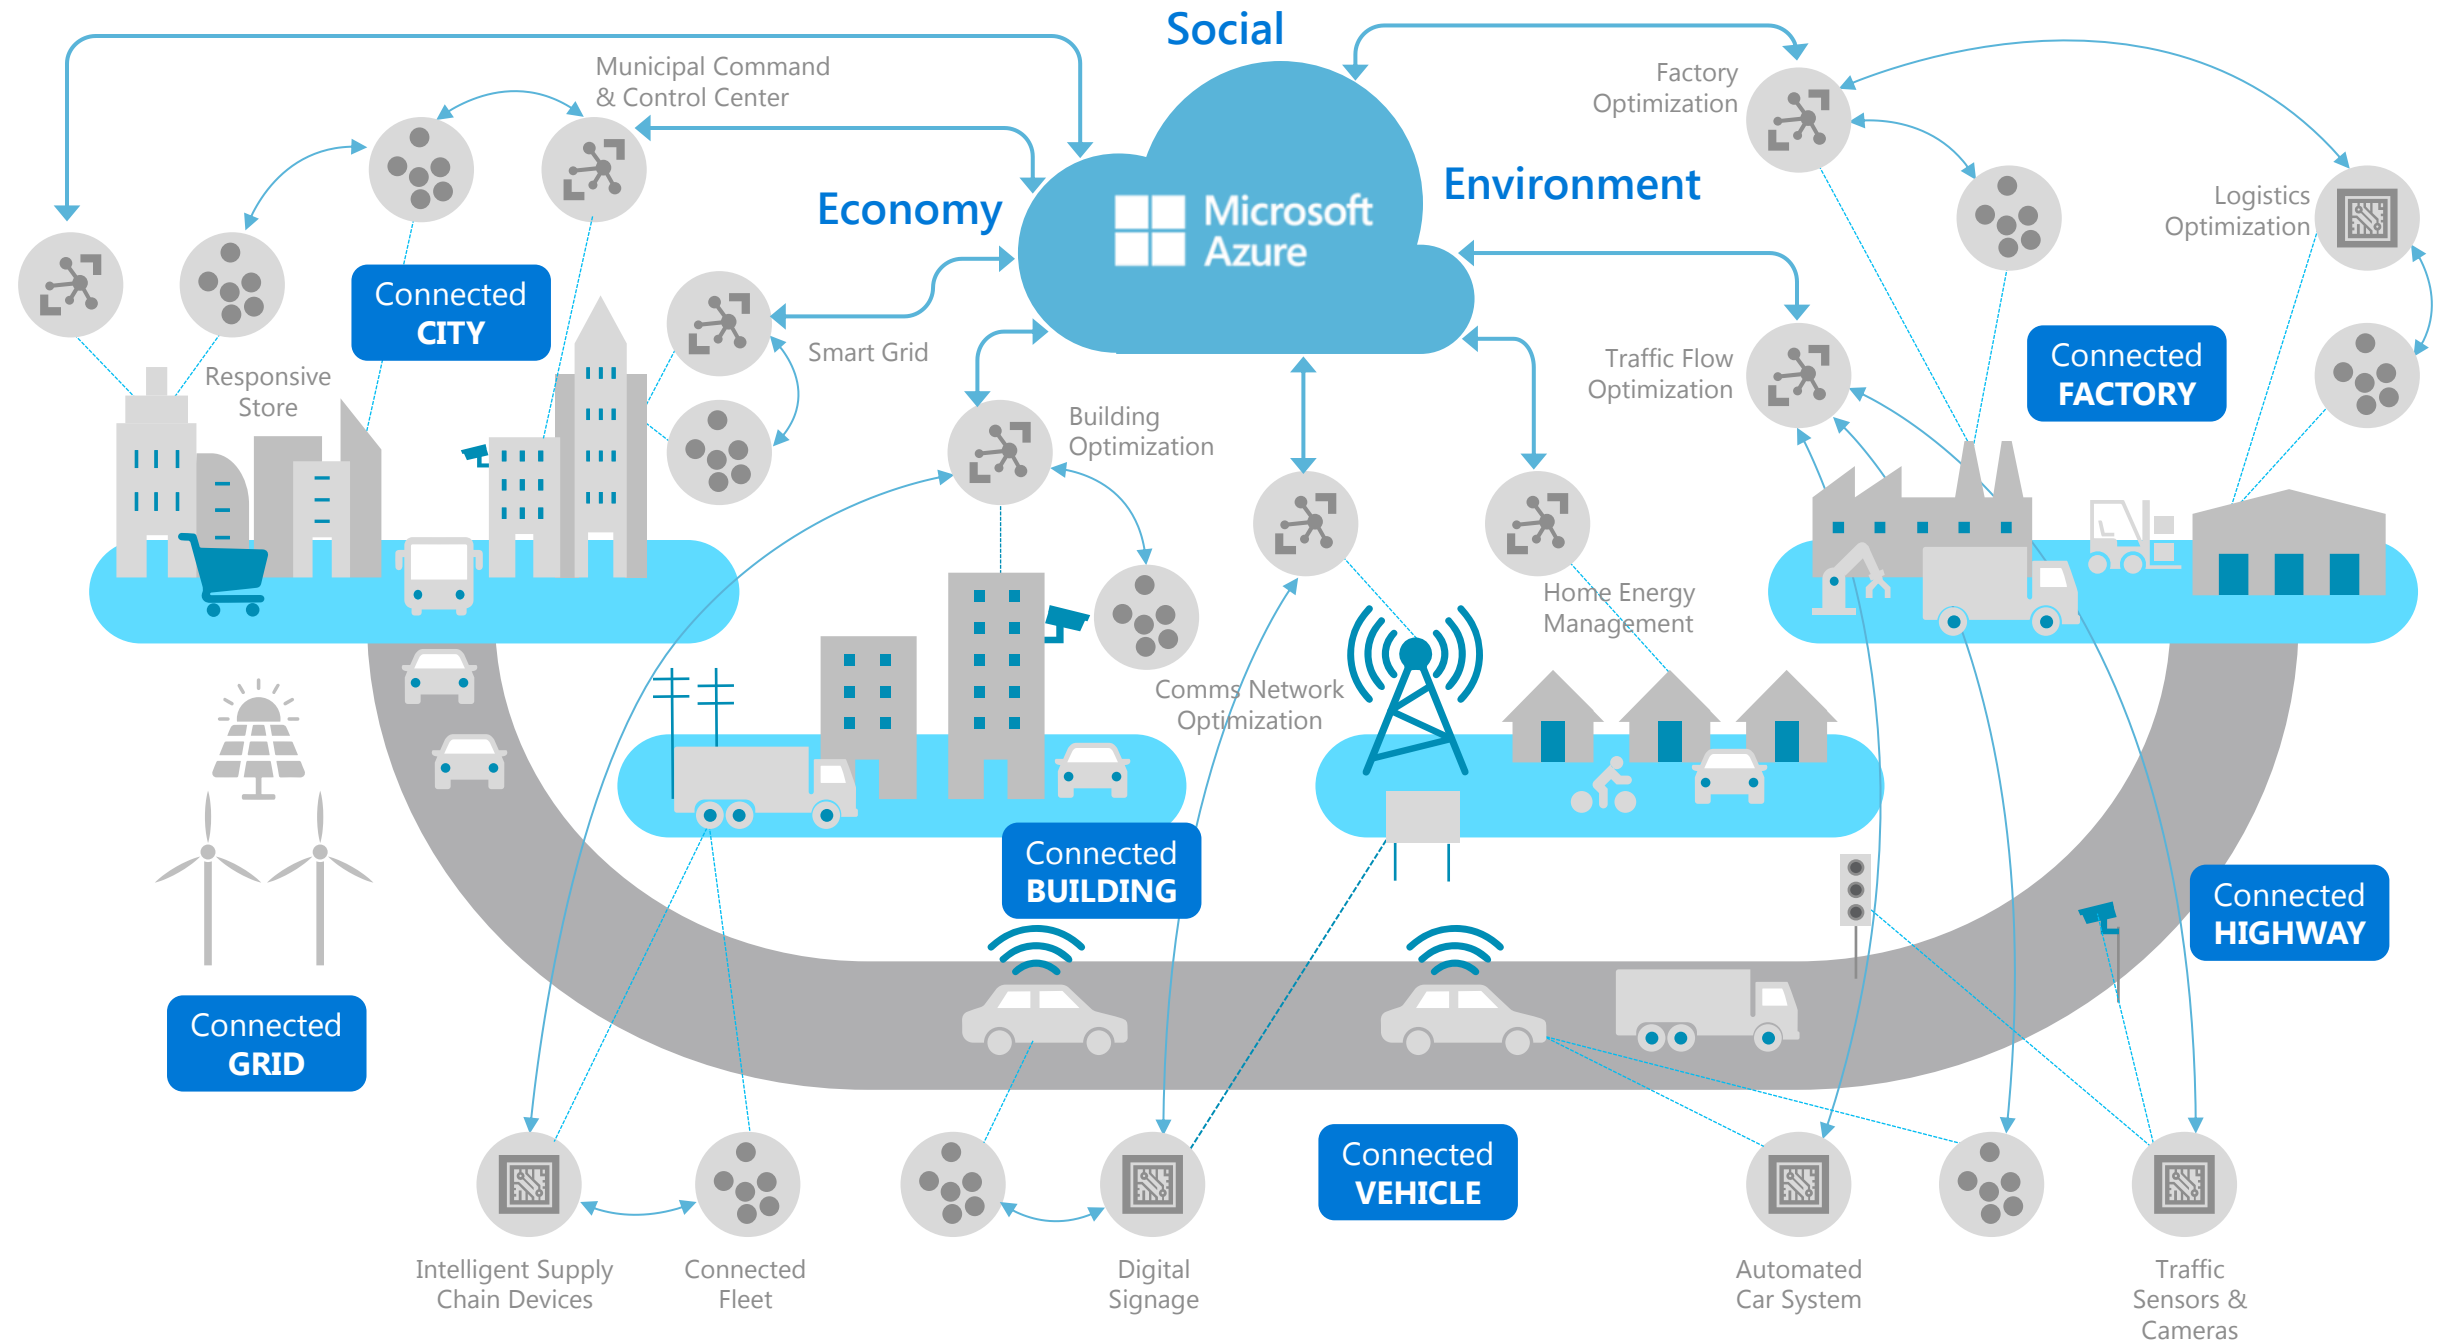 Social
Municipal Command
& Control Center
Factory
Optimization
Economy
Microsoft
Azure
Environment
Logistics
Optimization
Connected
CITY
Smart Grid
Responsive
Store
Building
Optimization
Traffic Flow
Optimization
Connected
FACTORY
Home Energy
Management
Comms Network
Optimization
Connected
BUILDING
Connected
HIGHWAY
Connected
GRID
Connected
VEHICLE
Intelligent Supply
Chain Devices
Connected
Fleet
Digital
Signage
Automated
Car System
Traffic
Sensors &
Cameras